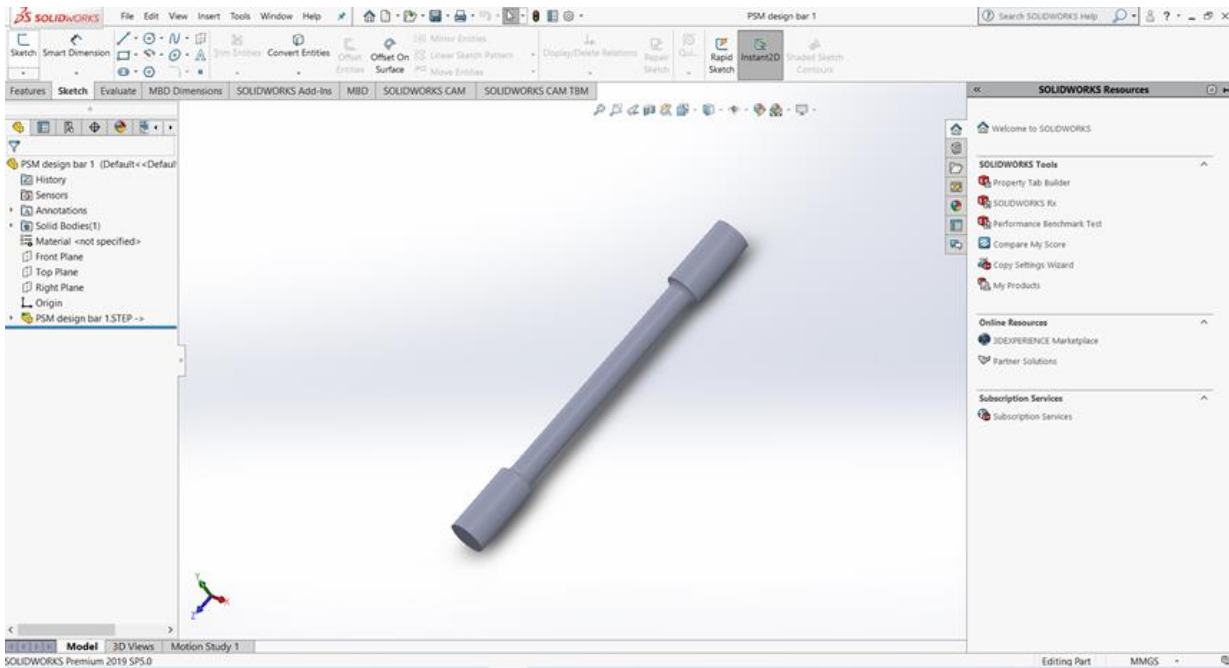 SOLIDWORKS File Edit View Insert Tools Window Help PSM design bar 1 Search SOLIDWORKS Help ?
Sketch Smart Dimension Trim Entities Convert Entities Offset Entities Offset On Surface Mirror Entities Linear Sketch Pattern Move Entities Display/Delete Relations Repair Sketch Qui... Rapid Sketch Instant2D Shaded Sketch Contours
Features Sketch Evaluate MBD Dimensions SOLIDWORKS Add-Ins MBD SOLIDWORKS CAM SOLIDWORKS CAM TBM
PSM design bar 1 (Default<<Defaul
History
Sensors
Annotations
Solid Bodies(1)
Material <not specified>
Front Plane
Top Plane
Right Plane
Origin
PSM design bar 1.STEP ->
Y
X
Z
SOLIDWORKS Resources
Welcome to SOLIDWORKS
SOLIDWORKS Tools
Property Tab Builder
SOLIDWORKS Rx
Performance Benchmark Test
Compare My Score
Copy Settings Wizard
My Products
Online Resources
3DEXPERIENCE Marketplace
Partner Solutions
Subscription Services
Subscription Services
Model 3D Views Motion Study 1
SOLIDWORKS Premium 2019 SP5.0 Editing Part MMGS